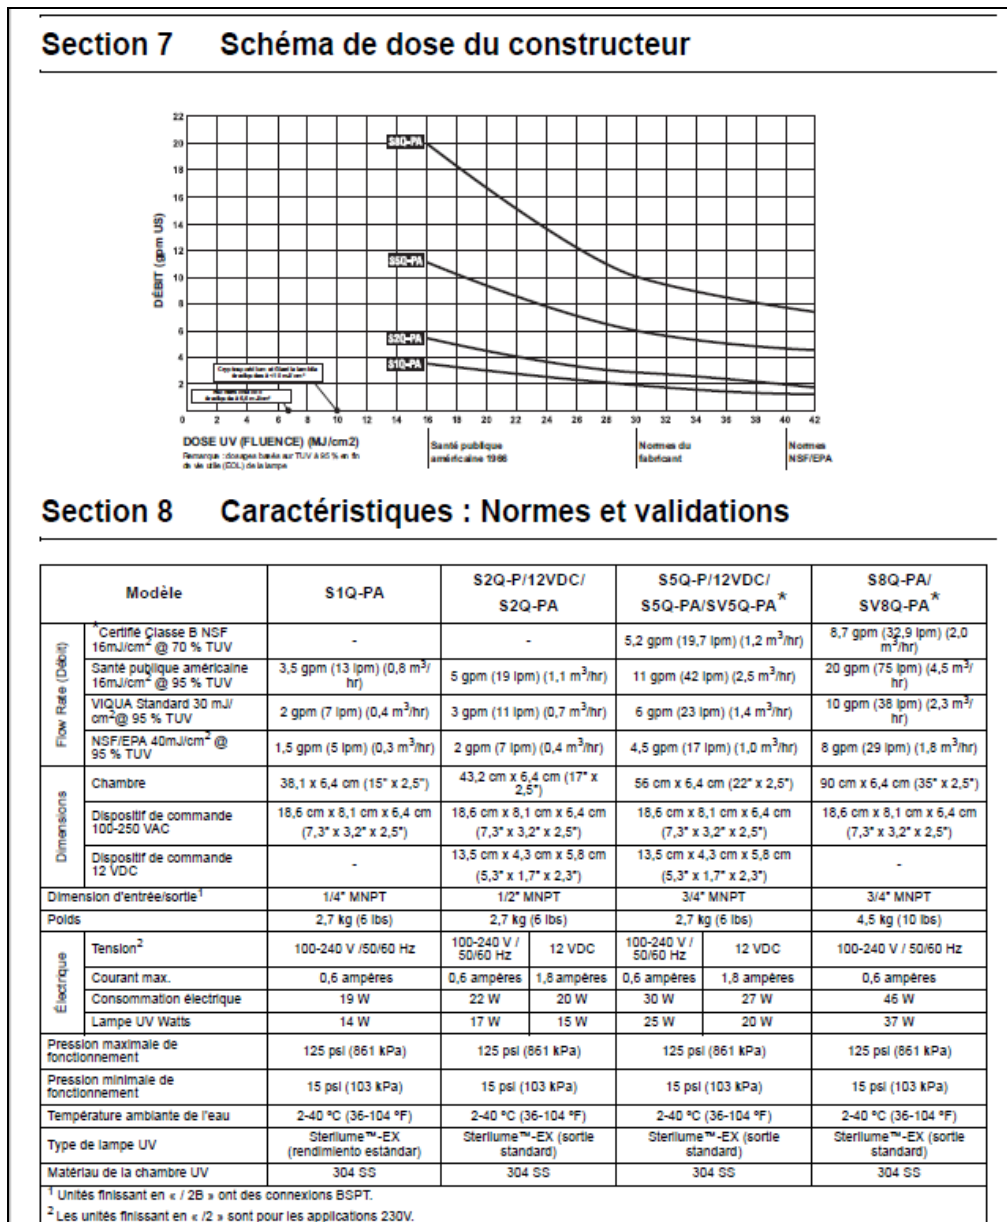 Section 7 Schéma de dose du constructeur
DÉBIT (gpm US)
22
20
18
16
14
12
10
8
6
4
2
S8Q-PA
S5Q-PA
S2Q-PA
S1Q-PA
0 2 4 6 8 10 12 14 16 18 20 22 24 26 28 30 32 34 36 38 40 42
DOSE UV (FLUENCE) (MJ/cm2)
Remarque : dosages basés sur TUV à 95 % en fin
de vie utile (EOL) de la lampe
Santé publique
américaine 1966
Normes du
fabricant
Normes
NSF/EPA
Section 8 Caractéristiques : Normes et validations
Modèle
S1Q-PA
S2Q-P/12VDC/
S2Q-PA
S5Q-P/12VDC/
S5Q-PA/SV5Q-PA*
S8Q-PA/
SV8Q-PA*
Flow Rate (Débit)
*Certifié Classe B NSF
16mJ/cm2 @ 70 % TUV
-
-
5,2 gpm (19,7 lpm) (1,2 m3/hr)
8,7 gpm (32,9 lpm) (2,0
m3/hr)
Santé publique américaine
16mJ/cm2 @ 95 % TUV
3,5 gpm (13 lpm) (0,8 m3/
hr)
5 gpm (19 lpm) (1,1 m3/hr)
11 gpm (42 lpm) (2,5 m3/hr)
20 gpm (75 lpm) (4,5 m3/
hr)
VIQUA Standard 30 mJ/
cm2@ 95 % TUV
2 gpm (7 lpm) (0,4 m3/hr)
3 gpm (11 lpm) (0,7 m3/hr)
6 gpm (23 lpm) (1,4 m3/hr)
10 gpm (38 lpm) (2,3 m3/
hr)
NSF/EPA 40mJ/cm2 @
95 % TUV
1,5 gpm (5 lpm) (0,3 m3/hr)
2 gpm (7 lpm) (0,4 m3/hr)
4,5 gpm (17 lpm) (1,0 m3/hr)
8 gpm (29 lpm) (1,8 m3/hr)
Dimensions
Chambre
38,1 x 6,4 cm (15" x 2,5")
43,2 cm x 6,4 cm (17" x
2,5")
56 cm x 6,4 cm (22" x 2,5")
90 cm x 6,4 cm (35" x 2,5")
Dispositif de commande
100-250 VAC
18,6 cm x 8,1 cm x 6,4 cm
(7,3" x 3,2" x 2,5")
18,6 cm x 8,1 cm x 6,4 cm
(7,3" x 3,2" x 2,5")
18,6 cm x 8,1 cm x 6,4 cm
(7,3" x 3,2" x 2,5")
18,6 cm x 8,1 cm x 6,4 cm
(7,3" x 3,2" x 2,5")
Dispositif de commande
12 VDC
-
13,5 cm x 4,3 cm x 5,8 cm
(5,3" x 1,7" x 2,3")
13,5 cm x 4,3 cm x 5,8 cm
(5,3" x 1,7" x 2,3")
-
Dimension d'entrée/sortie1
1/4" MNPT
1/2" MNPT
3/4" MNPT
3/4" MNPT
Poids
2,7 kg (6 lbs)
2,7 kg (6 lbs)
2,7 kg (6 lbs)
4,5 kg (10 lbs)
Électrique
Tension2
100-240 V /50/60 Hz
100-240 V /
50/60 Hz
12 VDC
100-240 V /
50/60 Hz
12 VDC
100-240 V / 50/60 Hz
Courant max.
0,6 ampères
0,6 ampères
1,8 ampères
0,6 ampères
1,8 ampères
0,6 ampères
Consommation électrique
19 W
22 W
20 W
30 W
27 W
46 W
Lampe UV Watts
14 W
17 W
15 W
25 W
20 W
37 W
Pression maximale de
fonctionnement
125 psi (861 kPa)
125 psi (861 kPa)
125 psi (861 kPa)
125 psi (861 kPa)
Pression minimale de
fonctionnement
15 psi (103 kPa)
15 psi (103 kPa)
15 psi (103 kPa)
15 psi (103 kPa)
Température ambiante de l'eau
2-40 °C (36-104 °F)
2-40 °C (36-104 °F)
2-40 °C (36-104 °F)
2-40 °C (36-104 °F)
Type de lampe UV
Sterilume™-EX
(rendimiento estándar)
Sterilume™-EX (sortie
standard)
Sterilume™-EX (sortie
standard)
Sterilume™-EX (sortie
standard)
Matériau de la chambre UV
304 SS
304 SS
304 SS
304 SS
1 Unités finissant en « / 2B » ont des connexions BSPT.
2 Les unités finissant en « /2 » sont pour les applications 230V.